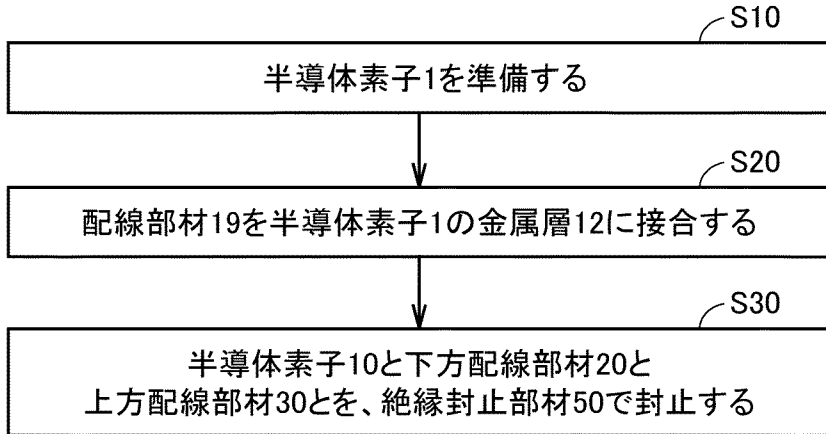 S10
半導体素子1を準備する
S20
配線部材19を半導体素子1の金属層12に接合する
S30
半導体素子10と下方配線部材20と
上方配線部材30とを、絶縁封止部材50で封止する